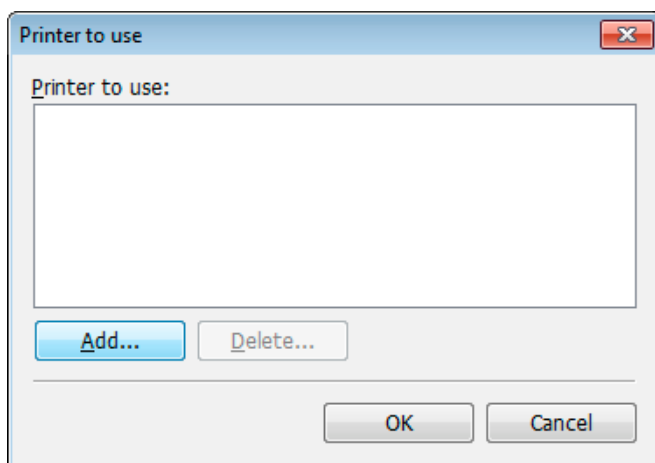 Printer to use
Printer to use:
Add...
Delete...
OK
Cancel